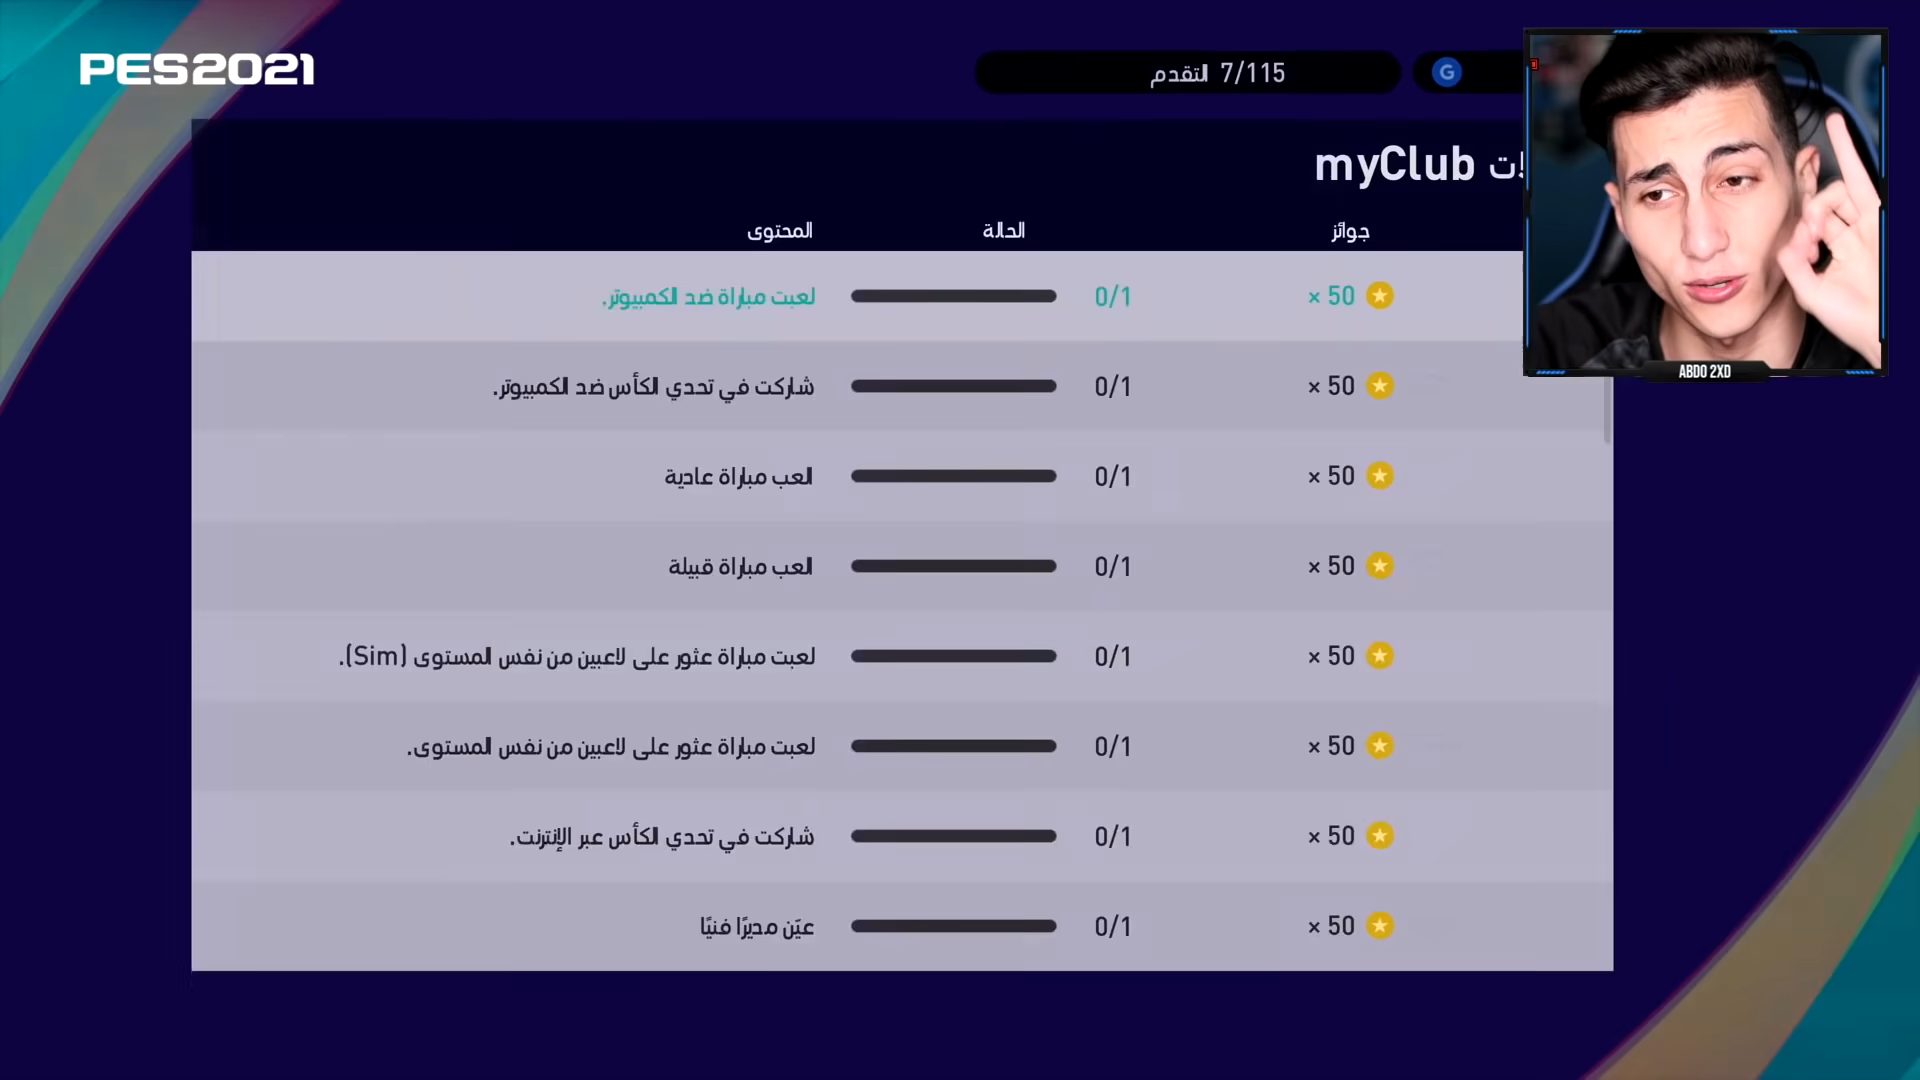 PES2021
التقدم 7/115
G
myClub
المحتوى الحالة جوائز
لعبت مباراة ضد الكمبيوتر. 0/1 × 50
شاركت في تحدي الكأس ضد الكمبيوتر. 0/1 × 50
العب مباراة عادية 0/1 × 50
العب مباراة قبيلة 0/1 × 50
لعبت مباراة عثور على لاعبين من نفس المستوى (Sim). 0/1 × 50
لعبت مباراة عثور على لاعبين من نفس المستوى. 0/1 × 50
شاركت في تحدي الكأس عبر الإنترنت. 0/1 × 50
عيّن مديرًا فنيًا 0/1 × 50
ABDO 2XD